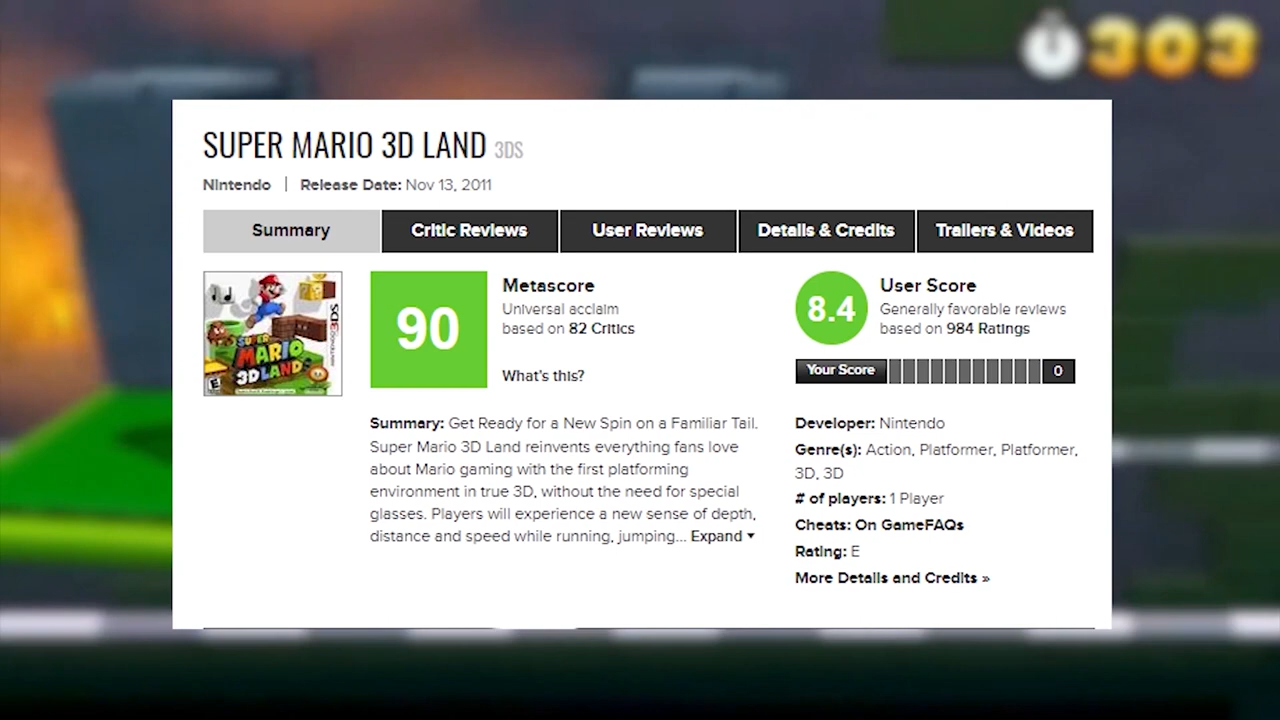 303
SUPER MARIO 3D LAND 3DS
Nintendo | Release Date: Nov 13, 2011
Summary Critic Reviews User Reviews Details & Credits Trailers & Videos
SUPER
MARIO
3D LAND
NINTENDO 3DS
E
90
Metascore
Universal acclaim
based on 82 Critics
What's this?
8.4
User Score
Generally favorable reviews
based on 984 Ratings
Your Score 0
Summary: Get Ready for a New Spin on a Familiar Tail.
Super Mario 3D Land reinvents everything fans love
about Mario gaming with the first platforming
environment in true 3D, without the need for special
glasses. Players will experience a new sense of depth,
distance and speed while running, jumping... Expand ▾
Developer: Nintendo
Genre(s): Action, Platformer, Platformer,
3D, 3D
# of players: 1 Player
Cheats: On GameFAQs
Rating: E
More Details and Credits »